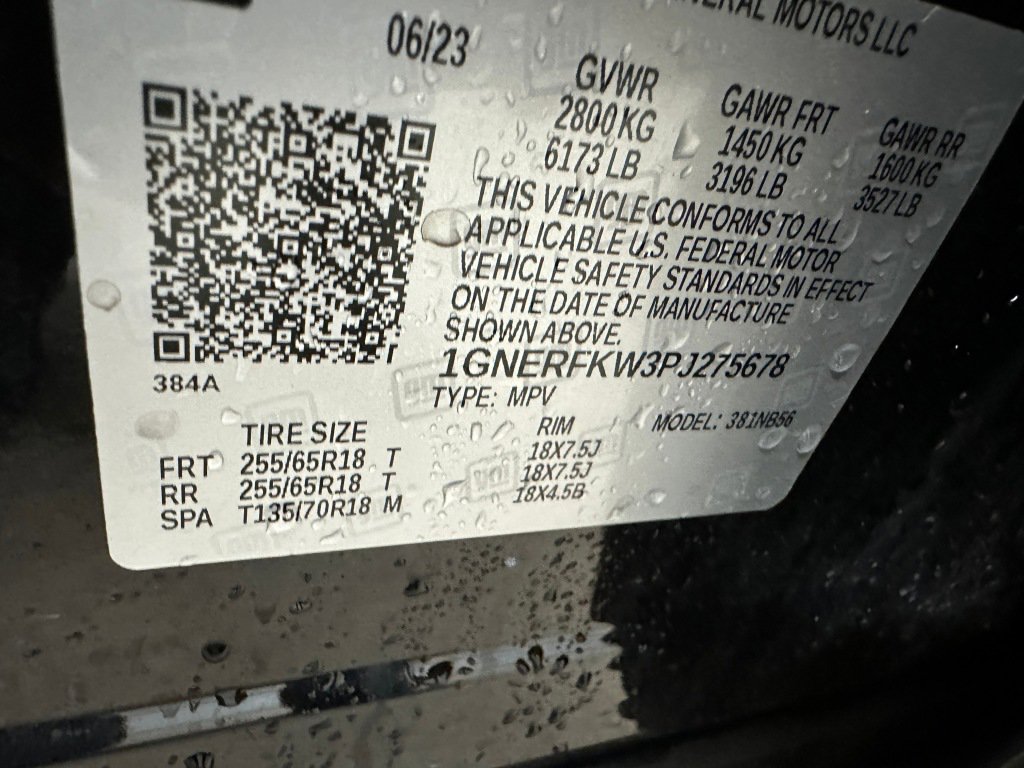 GENERAL MOTORS LLC
06/23
GVWR GAWR FRT GAWR RR
2800 KG 1450 KG 1600 KG
6173 LB 3196 LB 3527 LB
THIS VEHICLE CONFORMS TO ALL
APPLICABLE U.S. FEDERAL MOTOR
VEHICLE SAFETY STANDARDS IN EFFECT
ON THE DATE OF MANUFACTURE
SHOWN ABOVE.
1GNERFKW3PJ275678
384A
TYPE: MPV MODEL: 381NB56
TIRE SIZE RIM
FRT 255/65R18 T 18X7.5J
RR 255/65R18 T 18X7.5J
SPA T135/70R18 M 18X4.5B